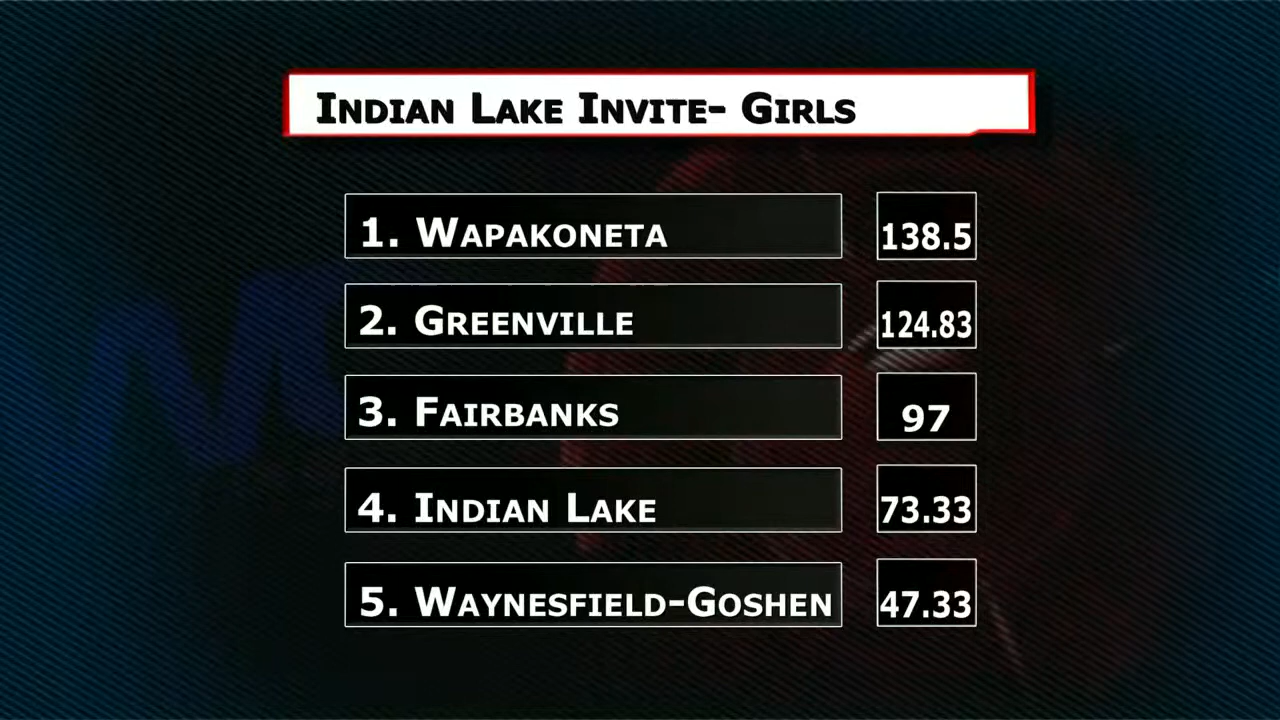 Indian Lake Invite- Girls
1. Wapakoneta 138.5
2. Greenville 124.83
3. Fairbanks 97
4. Indian Lake 73.33
5. Waynesfield-Goshen 47.33